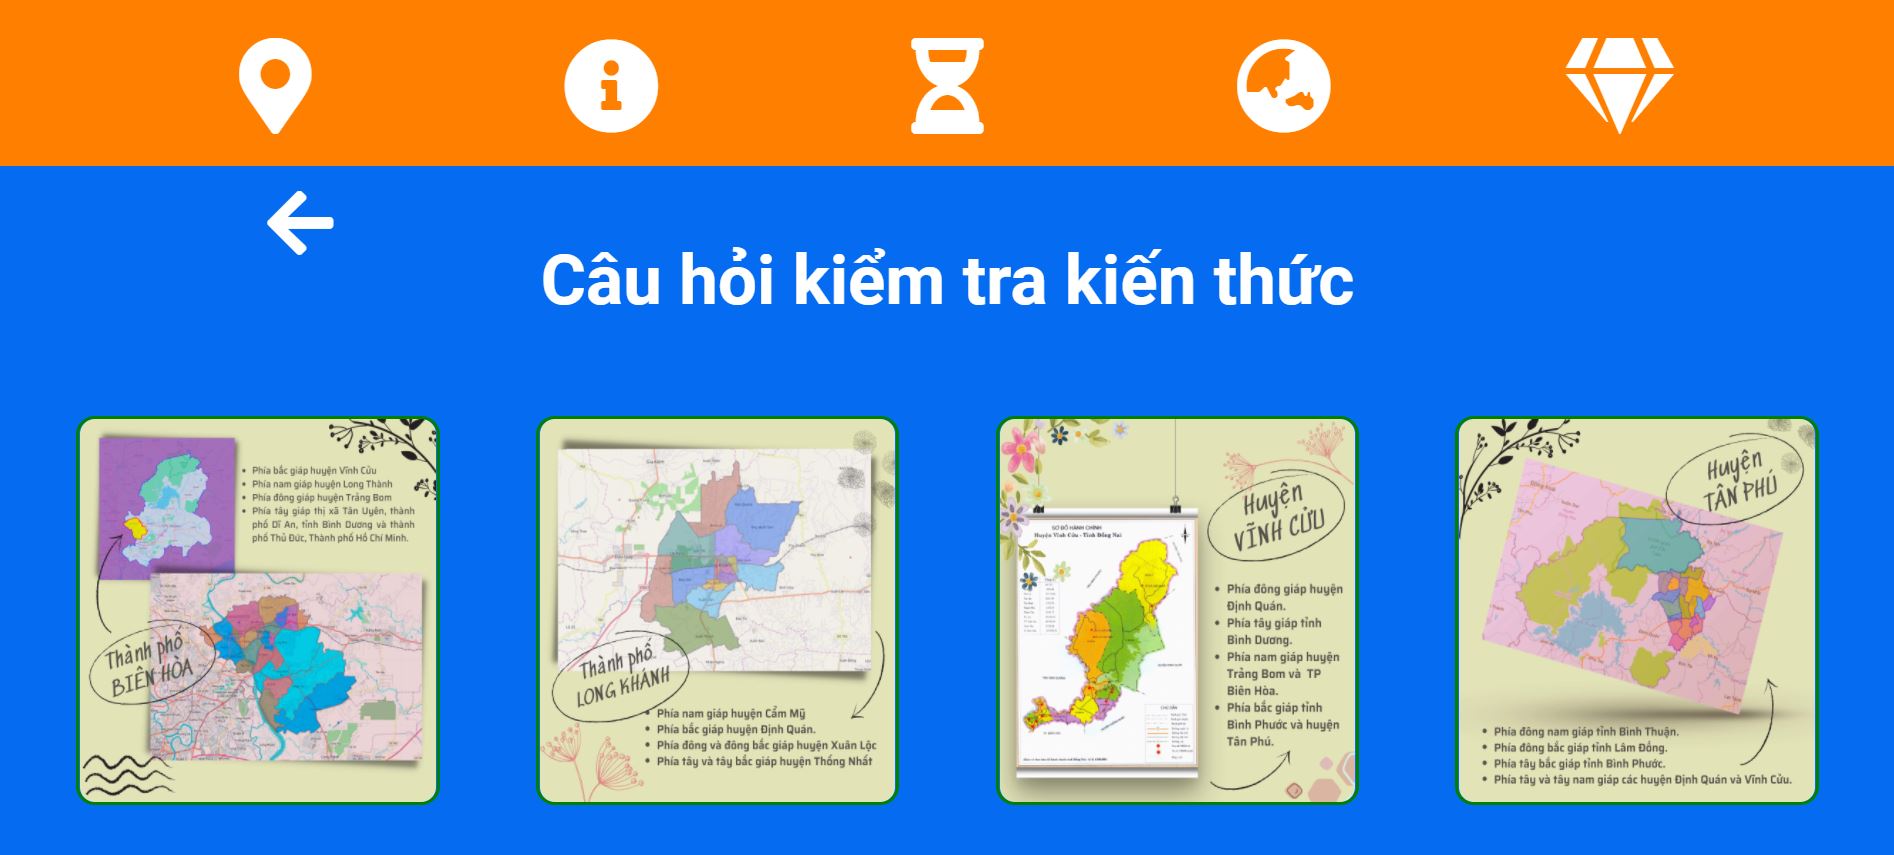 Câu hỏi kiểm tra kiến thức
Phía bắc giáp huyện Vĩnh Cửu
Phía nam giáp huyện Long Thành
Phía đông giáp huyện Trảng Bom
Phía tây giáp thị xã Tân Uyên, thành
phố Dĩ An, tỉnh Bình Dương và thành
phố Thủ Đức, Thành phố Hồ Chí Minh.
Thành phố
BIÊN HÒA
Thành phố
LONG KHÁNH
Phía nam giáp huyện Cẩm Mỹ
Phía bắc giáp huyện Định Quán.
Phía đông và đông bắc giáp huyện Xuân Lộc
Phía tây và tây bắc giáp huyện Thống Nhất
Huyện
VĨNH CỬU
SƠ ĐỒ HÀNH CHÍNH
Huyện Vĩnh Cửu - Tỉnh Đồng Nai
Phía đông giáp huyện
Định Quán.
Phía tây giáp tỉnh
Bình Dương.
Phía nam giáp huyện
Trảng Bom và TP
Biên Hòa.
Phía bắc giáp tỉnh
Bình Phước và huyện
Tân Phú.
CHÚ DẪN
Huyện
TÂN PHÚ
Phía đông nam giáp tỉnh Bình Thuận.
Phía đông bắc giáp tỉnh Lâm Đồng.
Phía tây bắc giáp tỉnh Bình Phước.
Phía tây và tây nam giáp các huyện Định Quán và Vĩnh Cửu.